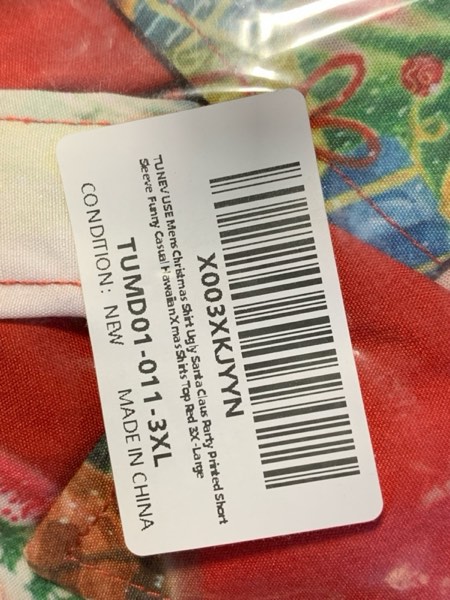 X003XKJYYN
TUNEVUSE Mens Christmas Shirt Ugly Santa Claus Party Printed Short
Sleeve Funny Casual Hawaiian Xmas Shirts Top Red 3X-Large
TUMD01-011-3XL
CONDITION: NEW MADE IN CHINA